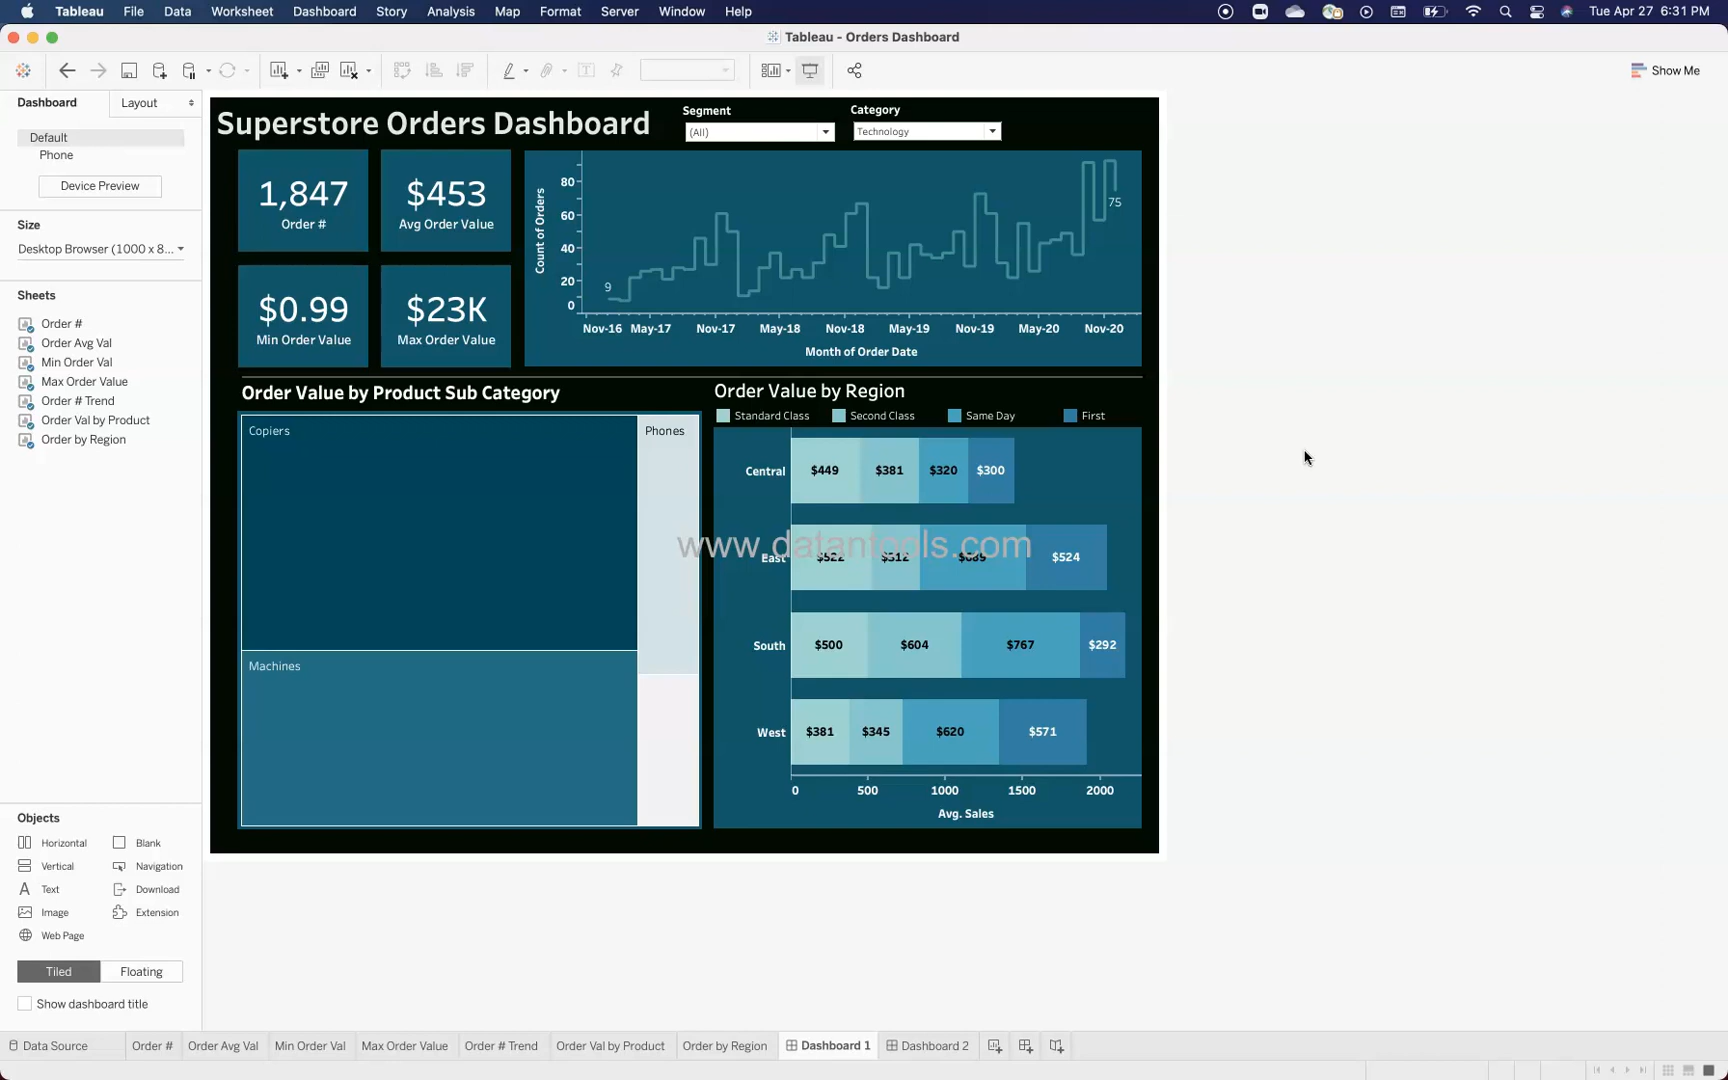 Tableau File Data Worksheet Dashboard Story Analysis Map Format Server Window Help Tue Apr 27 6:31 PM
Tableau - Orders Dashboard
Show Me
Dashboard Layout
Default
Phone
Device Preview
Size
Desktop Browser (1000 x 8...
Sheets
Order #
Order Avg Val
Min Order Val
Max Order Value
Order # Trend
Order Val by Product
Order by Region
Objects
Horizontal Blank
Vertical Navigation
Text Download
Image Extension
Web Page
Tiled Floating
Show dashboard title
Superstore Orders Dashboard
Segment
(All)
Category
Technology
1,847
Order #
$453
Avg Order Value
$0.99
Min Order Value
$23K
Max Order Value
Count of Orders
80
60
40
20
0
9
75
Nov-16 May-17 Nov-17 May-18 Nov-18 May-19 Nov-19 May-20 Nov-20
Month of Order Date
Order Value by Product Sub Category
Copiers
Phones
Machines
Order Value by Region
Standard Class Second Class Same Day First
Central $449 $381 $320 $300
www.datantools.com
East $522 $312 $524
South $500 $604 $767 $292
West $381 $345 $620 $571
0 500 1000 1500 2000
Avg. Sales
Data Source Order # Order Avg Val Min Order Val Max Order Value Order # Trend Order Val by Product Order by Region Dashboard 1 Dashboard 2